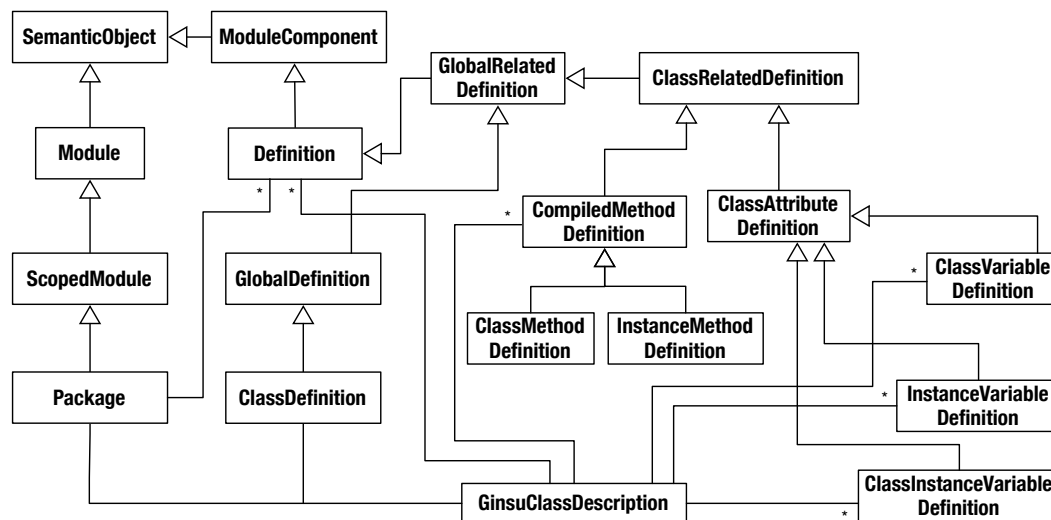 SemanticObject
ModuleComponent
GlobalRelated
Definition
ClassRelatedDefinition
Module
Definition
*
*
*
CompiledMethod
Definition
ClassAttribute
Definition
ScopedModule
GlobalDefinition
*
ClassVariable
Definition
ClassMethod
Definition
InstanceMethod
Definition
Package
ClassDefinition
*
InstanceVariable
Definition
GinsuClassDescription
*
ClassInstanceVariable
Definition